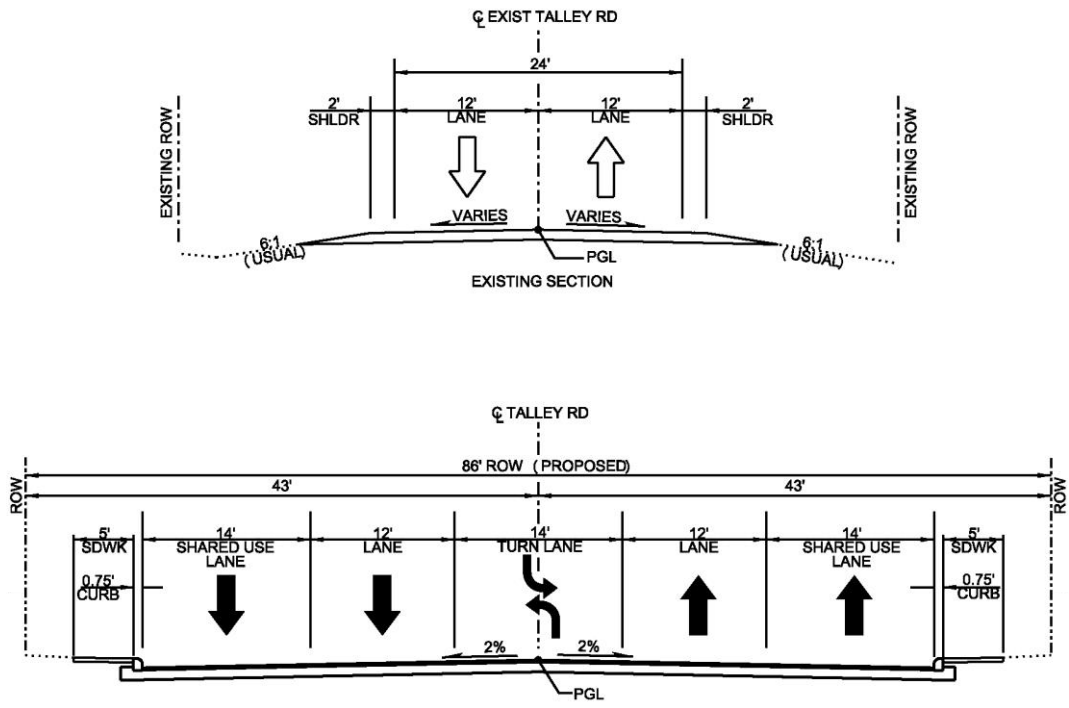 ℄ EXIST TALLEY RD
24'
2' 12' 12' 2'
SHLDR LANE LANE SHLDR
EXISTING ROW
EXISTING ROW
VARIES VARIES
6:1
(USUAL)
6:1
(USUAL)
PGL
EXISTING SECTION
℄ TALLEY RD
86' ROW (PROPOSED)
43' 43'
ROW
ROW
5' 14' 12' 14' 12' 14' 5'
SDWK SHARED USE LANE TURN LANE LANE SHARED USE SDWK
LANE LANE
0.75' 0.75'
CURB CURB
2% 2%
PGL